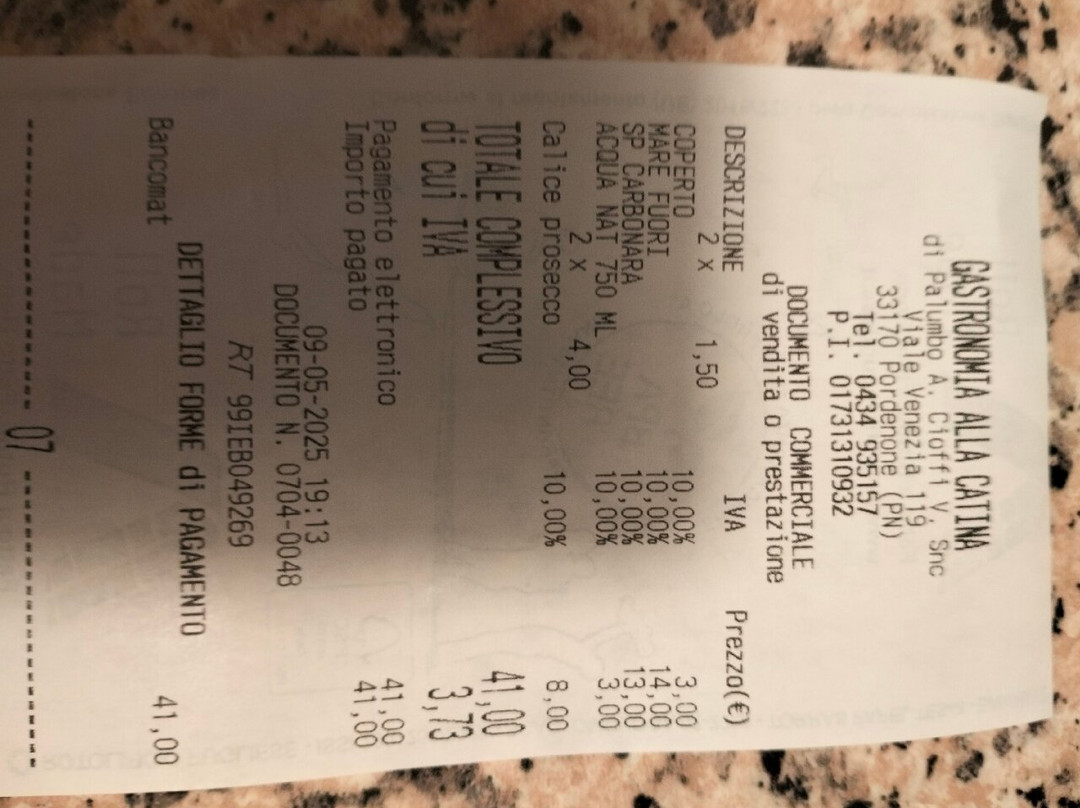 GASTRONOMIA ALLA CATINA
di Palumbo A. Cioffi V. Snc
Viale Venezia 119
33170 Pordenone (PN)
Tel. 0434 935157
P.I. 01731310932
DOCUMENTO COMMERCIALE
di vendita o prestazione
DESCRIZIONE IVA Prezzo(€)
2 x 1,50
COPERTO 10,00% 3,00
MARE FUORI 10,00% 14,00
SP CARBONARA 10,00% 13,00
ACQUA NAT 750 ML 10,00% 3,00
2 x 4,00
Calice prosecco 10,00% 8,00
TOTALE COMPLESSIVO 41,00
di cui IVA 3,73
Pagamento elettronico 41,00
Importo pagato 41,00
09-05-2025 19:13
DOCUMENTO N. 0704-0048
RT 99IEB049269
DETTAGLIO FORME di PAGAMENTO
Bancomat 41,00
07